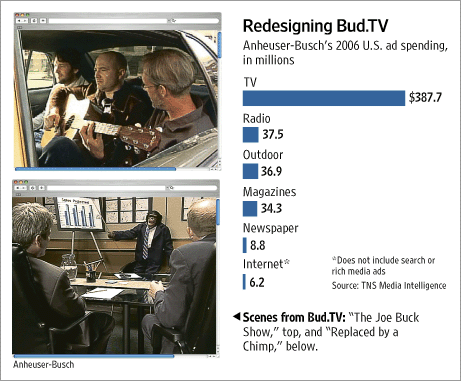 Redesigning Bud.TV
Anheuser-Busch's 2006 U.S. ad spending,
in millions
TV
$387.7
Radio
37.5
Outdoor
36.9
Magazines
34.3
Newspaper
8.8
Internet*
6.2
*Does not include search or
rich media ads
Source: TNS Media Intelligence
Scenes from Bud.TV: "The Joe Buck
Show," top, and "Replaced by a
Chimp," below.
Anheuser-Busch